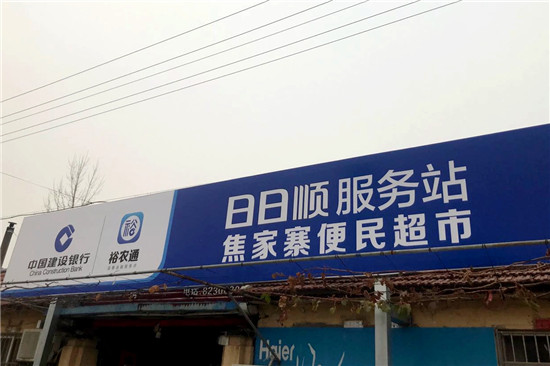 日日顺服务站
焦家寨便民超市
中国建设银行
China Construction Bank
裕
裕农通
Haier